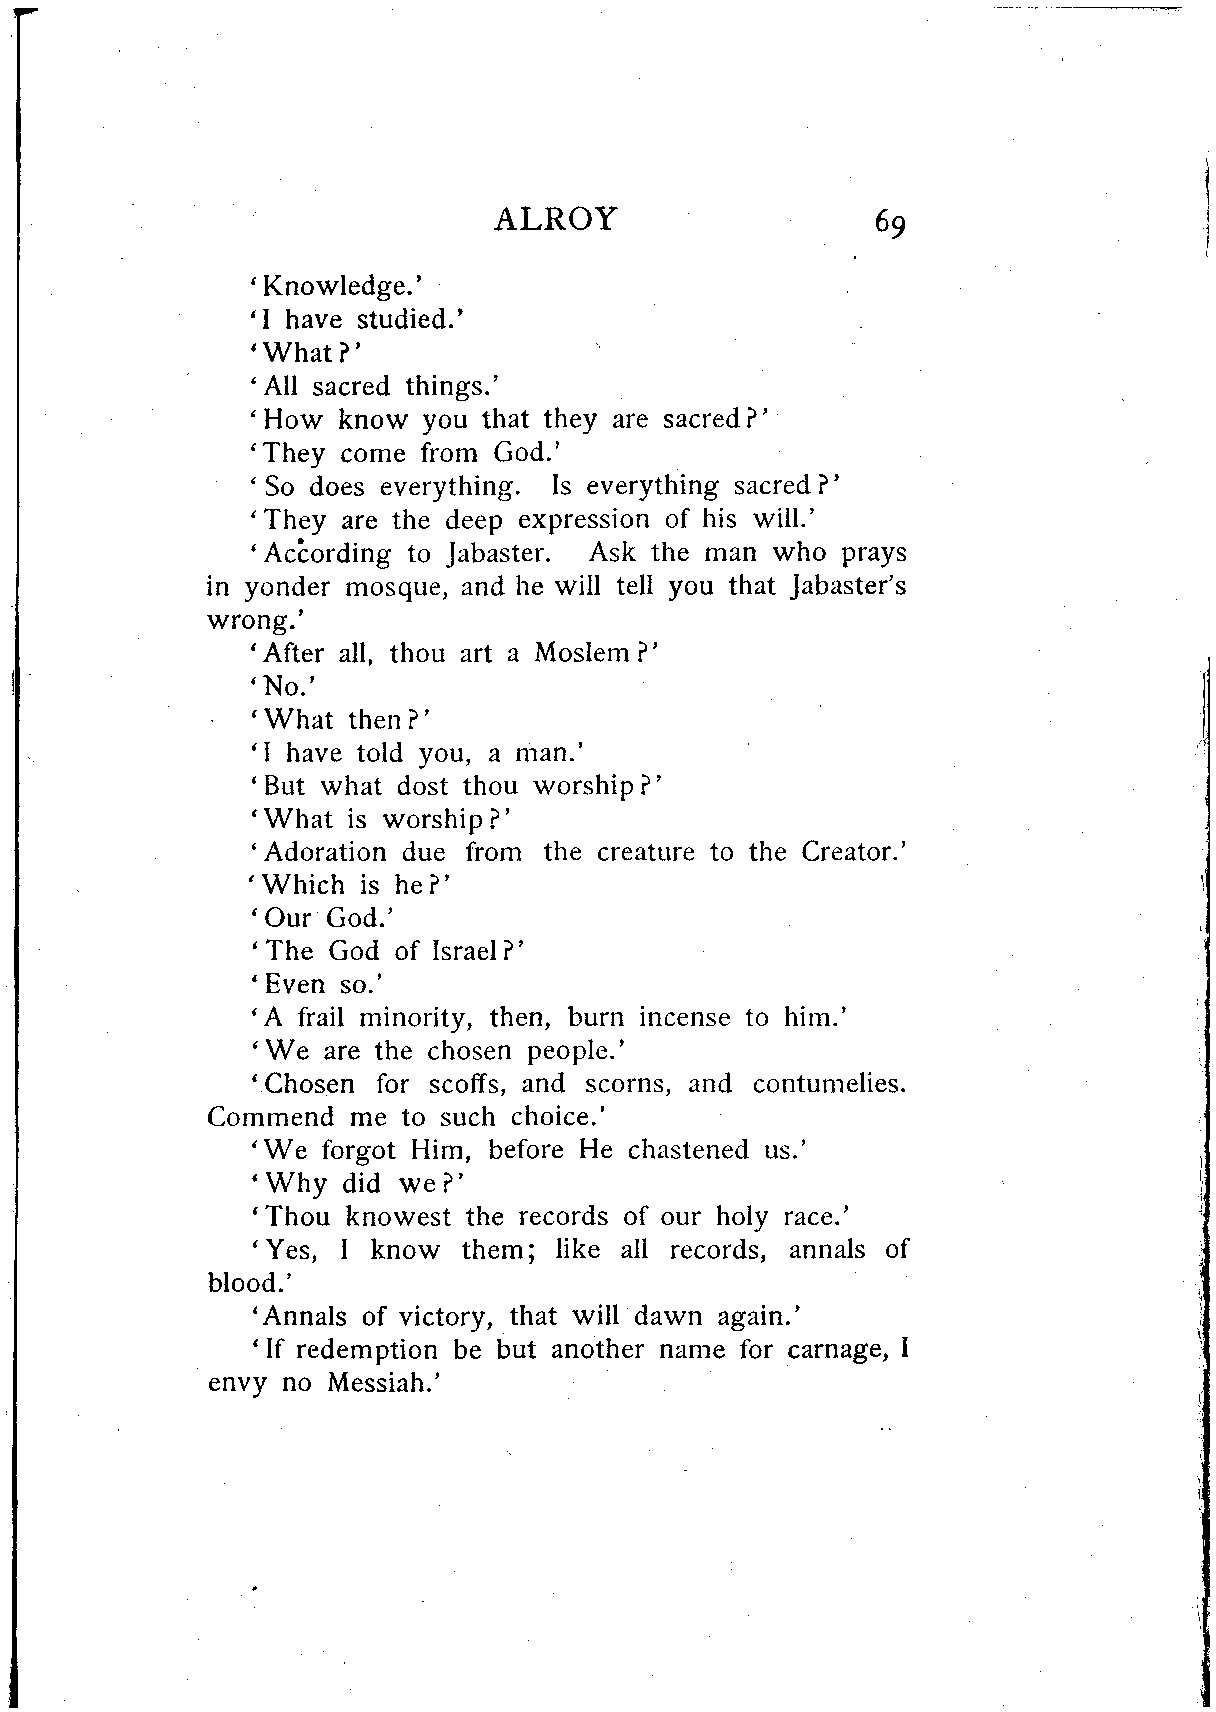 ALROY 69
‘Knowledge.’
‘I have studied.’
‘What?’
‘All sacred things.’
‘How know you that they are sacred?’
‘They come from God.’
‘So does everything. Is everything sacred?’
‘They are the deep expression of his will.’
‘According to Jabaster. Ask the man who prays
in yonder mosque, and he will tell you that Jabaster’s
wrong.’
‘After all, thou art a Moslem?’
‘No.’
‘What then?’
‘I have told you, a man.’
‘But what dost thou worship?’
‘What is worship?’
‘Adoration due from the creature to the Creator.’
‘Which is he?’
‘Our God.’
‘The God of Israel?’
‘Even so.’
‘A frail minority, then, burn incense to him.’
‘We are the chosen people.’
‘Chosen for scoffs, and scorns, and contumelies.
Commend me to such choice.’
‘We forgot Him, before He chastened us.’
‘Why did we?’
‘Thou knowest the records of our holy race.’
‘Yes, I know them; like all records, annals of
blood.’
‘Annals of victory, that will dawn again.’
‘If redemption be but another name for carnage, I
envy no Messiah.’